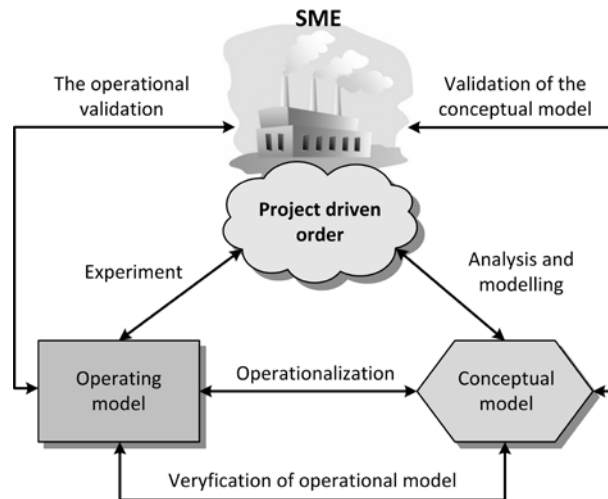 SME
The operational
validation
Validation of the
conceptual model
Project driven
order
Experiment
Analysis and
modelling
Operating
model
Operationalization
Conceptual
model
Veryfication of operational model